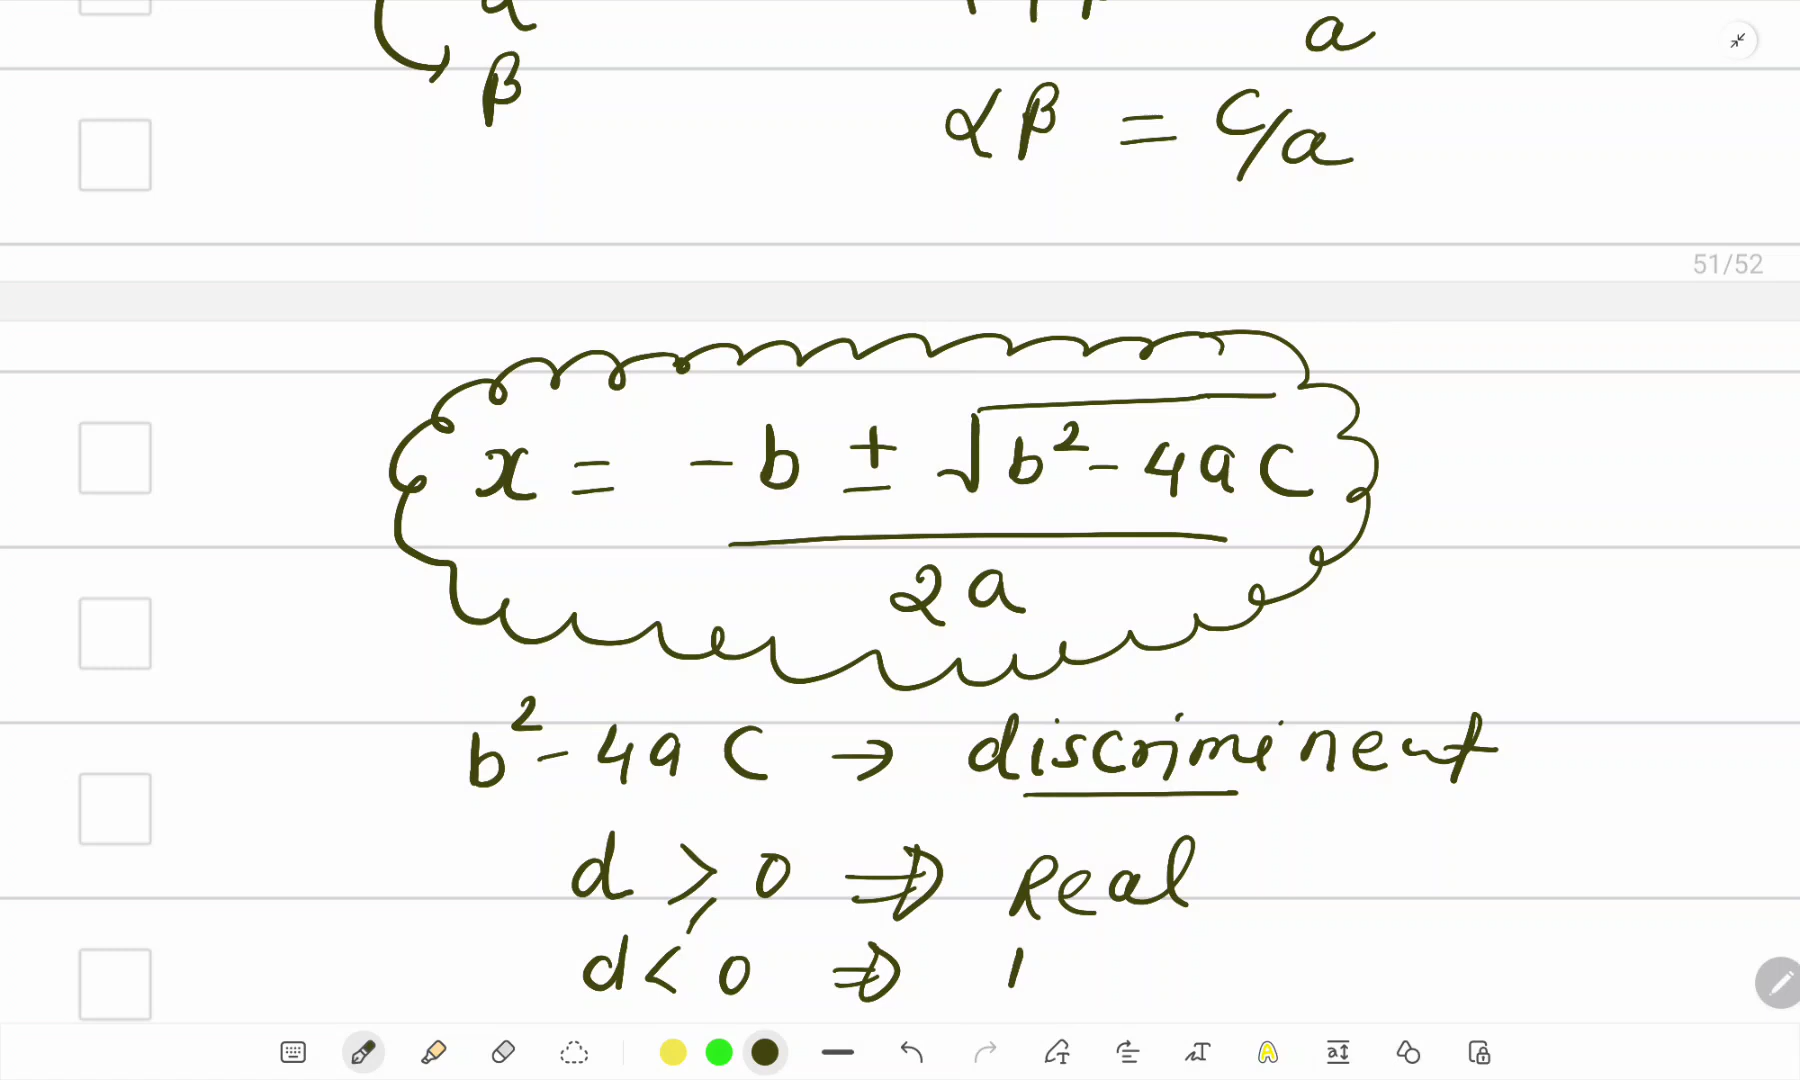 a
β
αβ = c/a
51/52
x = -b ± √b² - 4ac
2a
b² - 4ac → discriminent
d ≥ 0 ⇒ Real
d < 0 ⇒ I